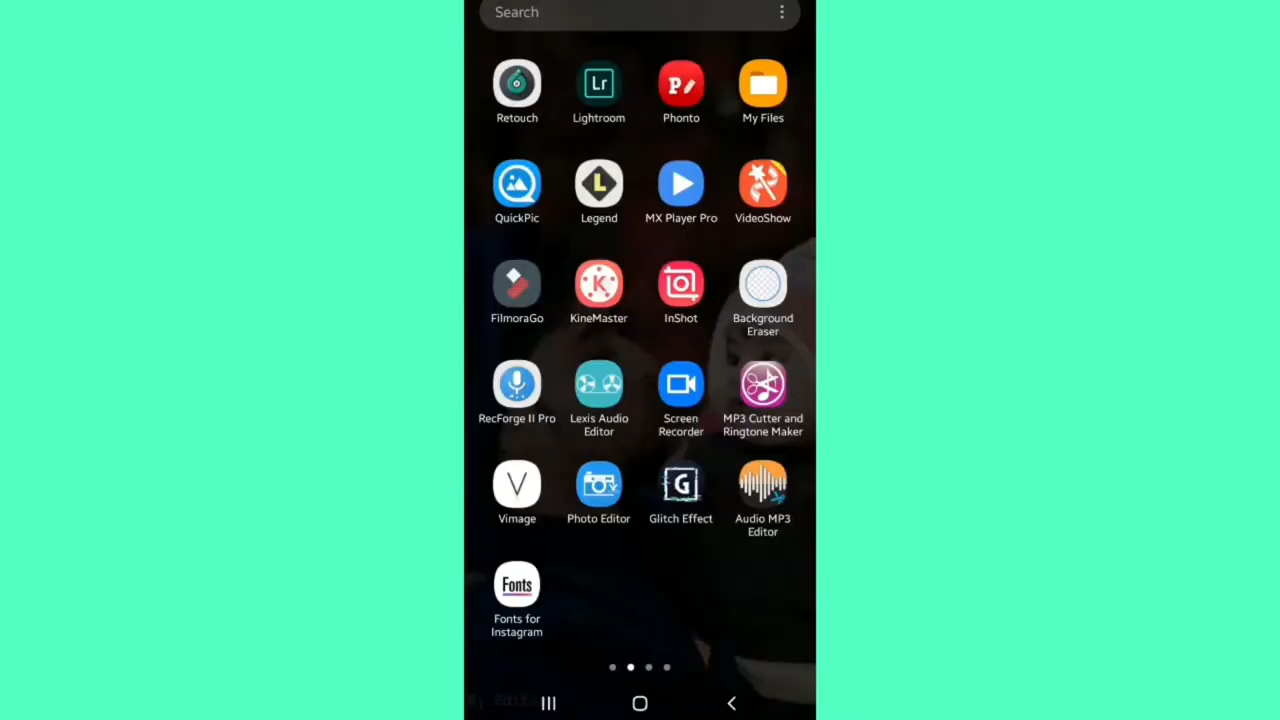 Search
Lr
P
Retouch
Lightroom
Phonto
My Files
L
QuickPic
Legend
MX Player Pro
VideoShow
K
FilmoraGo
KineMaster
InShot
Background
Eraser
RecForge II Pro
Lexis Audio
Editor
Screen
Recorder
MP3 Cutter and
Ringtone Maker
V
G
Vimage
Photo Editor
Glitch Effect
Audio MP3
Editor
Fonts
Fonts for
Instagram